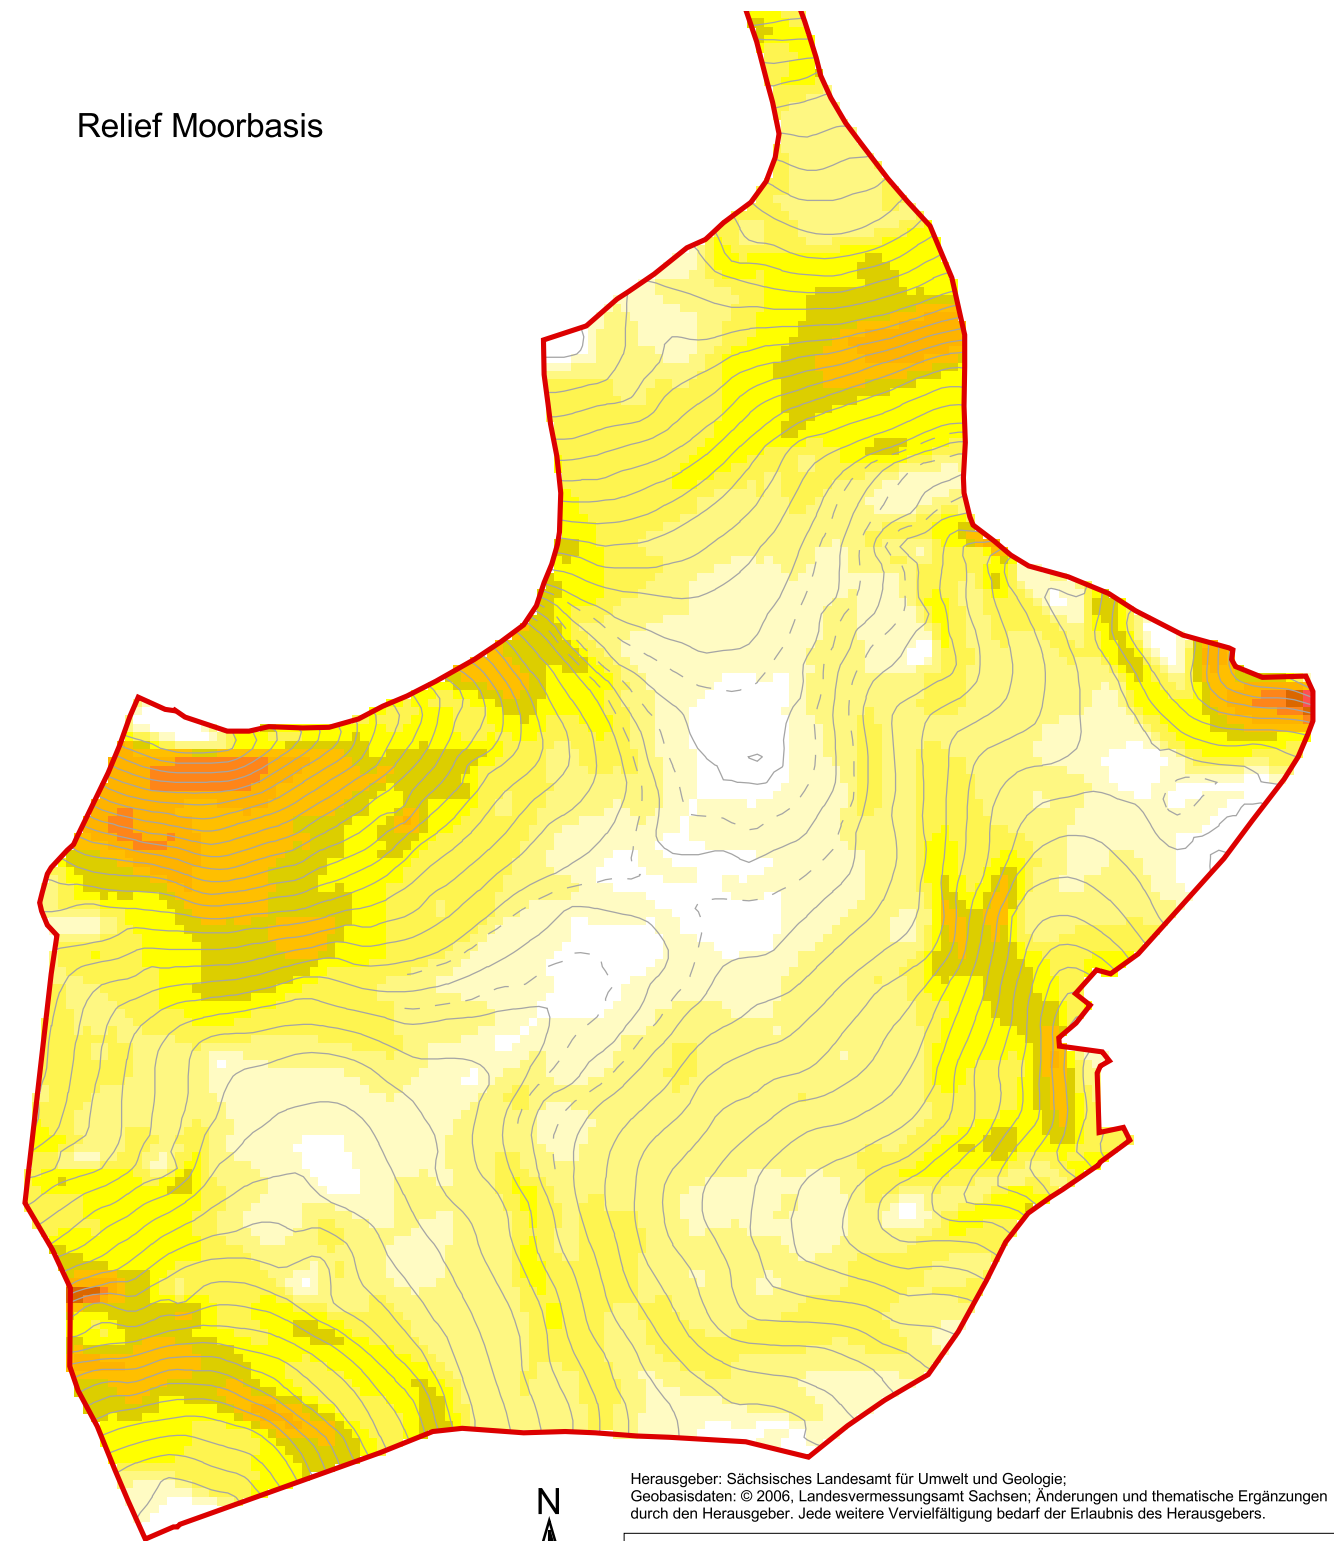 Relief Moorbasis
N
Herausgeber: Sächsisches Landesamt für Umwelt und Geologie;
Geobasisdaten: © 2006, Landesvermessungsamt Sachsen; Änderungen und thematische Ergänzungen
durch den Herausgeber. Jede weitere Vervielfältigung bedarf der Erlaubnis des Herausgebers.